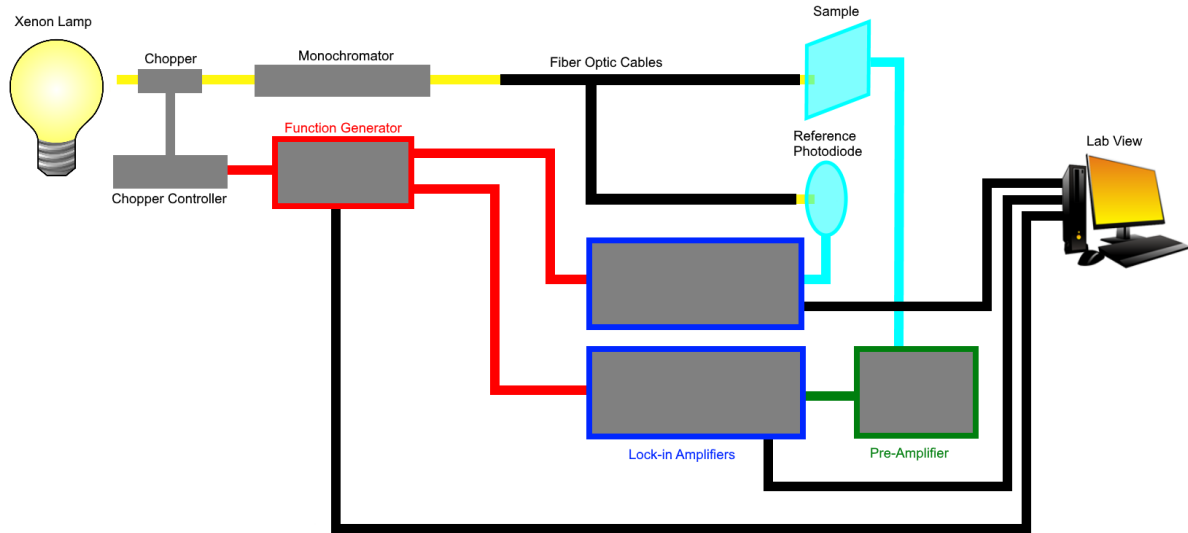 Xenon Lamp
Chopper
Monochromator
Fiber Optic Cables
Sample
Function Generator
Reference
Photodiode
Lab View
Chopper Controller
Lock-in Amplifiers
Pre-Amplifier